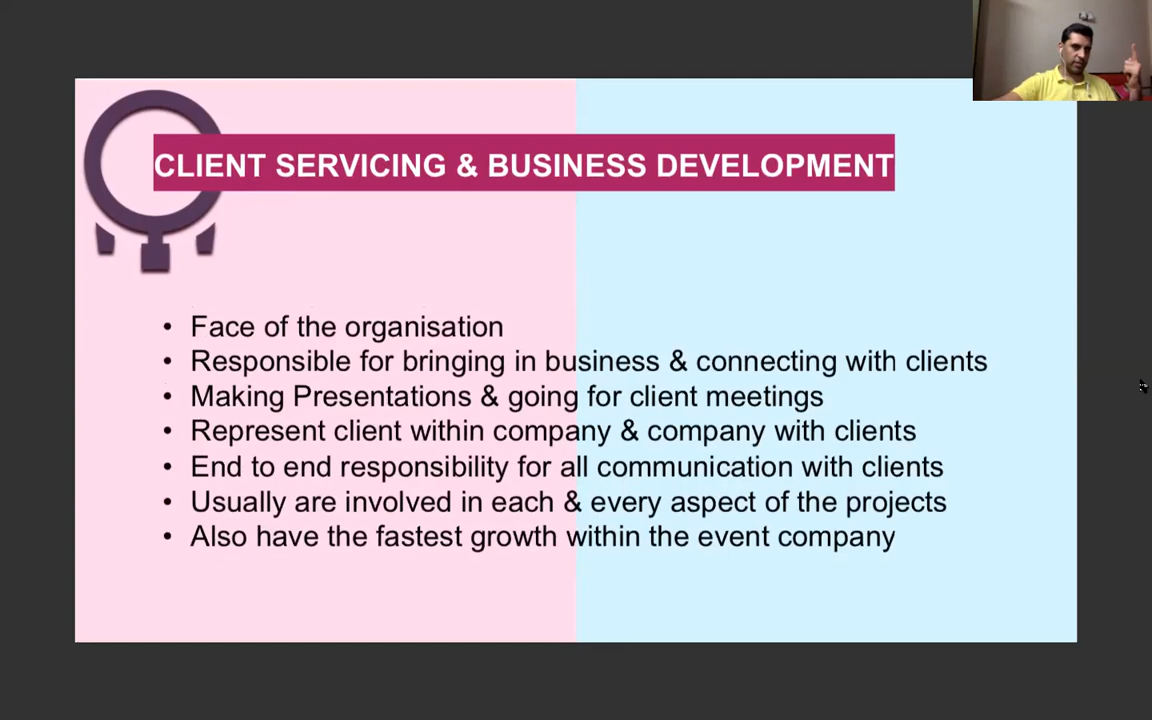 CLIENT SERVICING & BUSINESS DEVELOPMENT
• Face of the organisation
• Responsible for bringing in business & connecting with clients
• Making Presentations & going for client meetings
• Represent client within company & company with clients
• End to end responsibility for all communication with clients
• Usually are involved in each & every aspect of the projects
• Also have the fastest growth within the event company